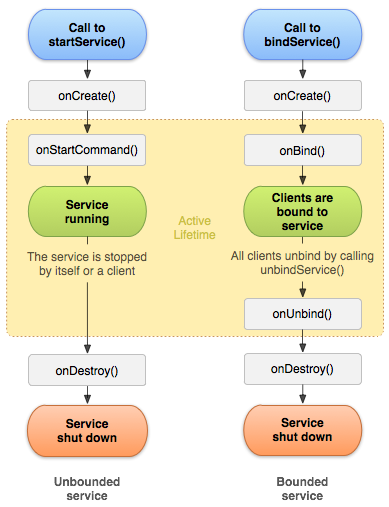 Call to
startService()
onCreate()
onStartCommand()
Service
running
The service is stopped
by itself or a client
onDestroy()
Service
shut down
Unbounded
service
Active
Lifetime
Call to
bindService()
onCreate()
onBind()
Clients are
bound to
service
All clients unbind by calling
unbindService()
onUnbind()
onDestroy()
Service
shut down
Bounded
service